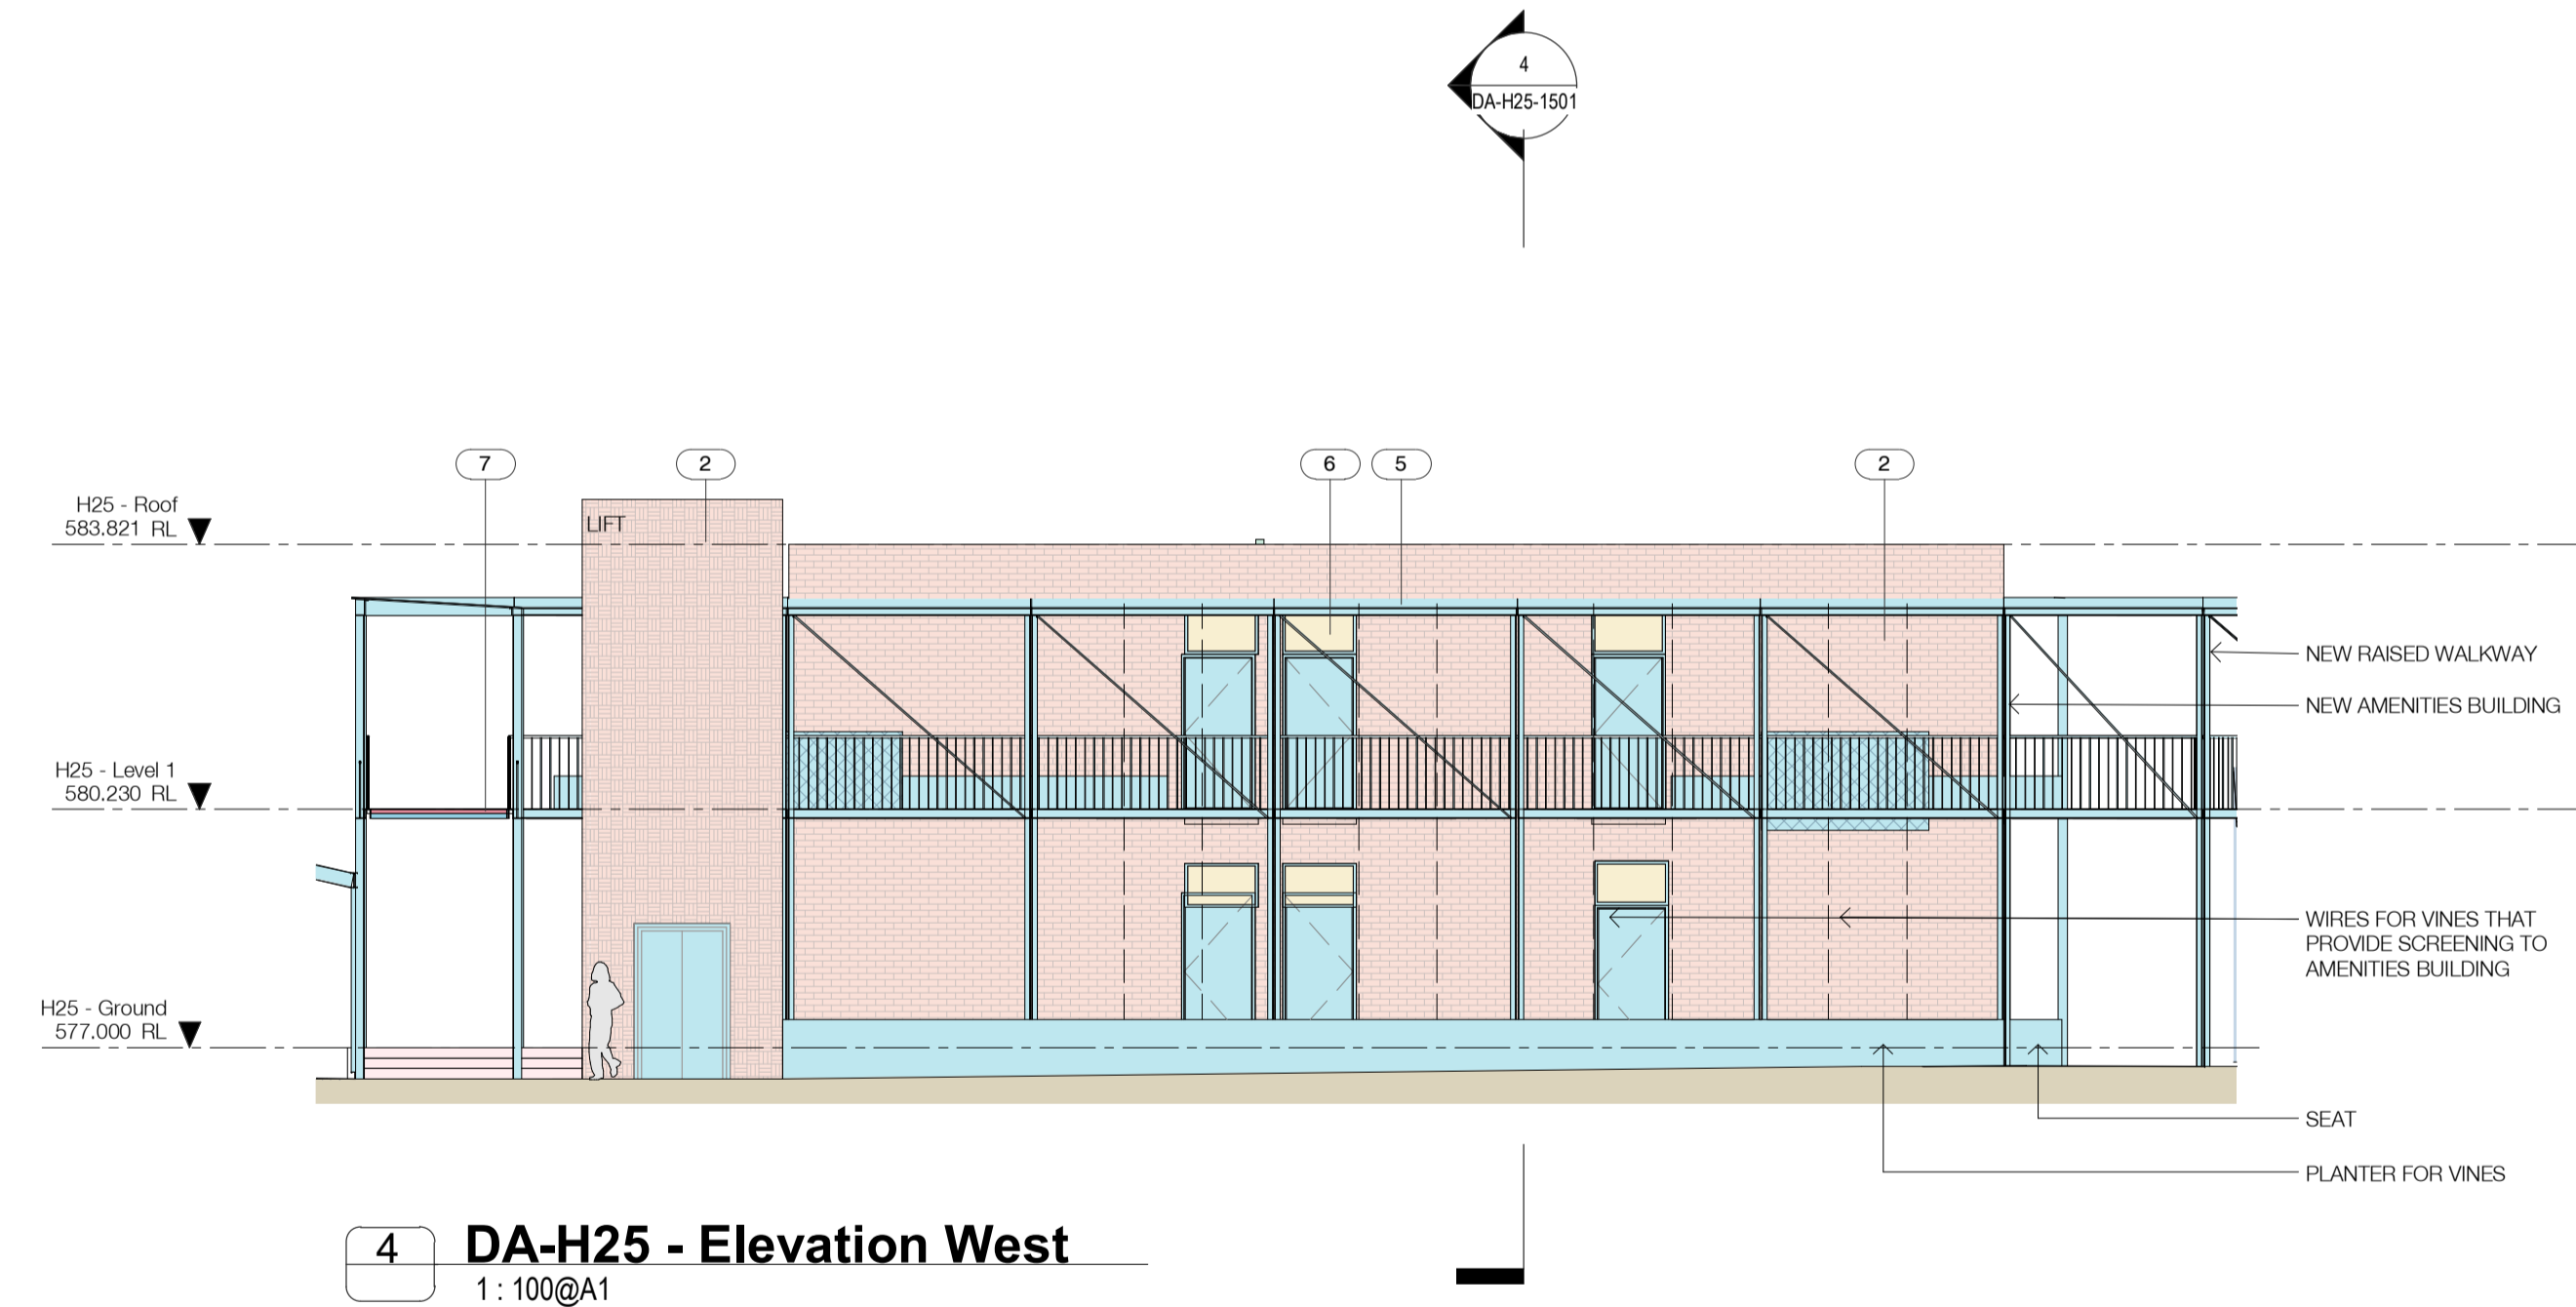 4
DA-H25-1501
7
2
6
5
2
H25 - Roof
583.821 RL
LIFT
NEW RAISED WALKWAY
NEW AMENITIES BUILDING
H25 - Level 1
580.230 RL
WIRES FOR VINES THAT
PROVIDE SCREENING TO
AMENITIES BUILDING
H25 - Ground
577.000 RL
SEAT
PLANTER FOR VINES
4
DA-H25 - Elevation West
1 : 100@A1